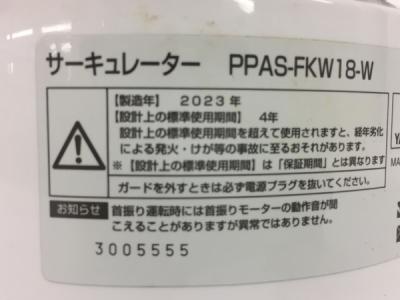 サーキュレーター PPAS-FKW18-W
【製造年】 2023年
【設計上の標準使用期間】 4年
設計上の標準使用期間を超えて使用されますと、経年劣化
による発火・けが等の事故に至るおそれがあります。
※【設計上の標準使用期間】は「保証期間」とは異なります
ガードを外すときは必ず電源プラグを抜いてください。
お知らせ 首振り運転時には首振りモーターの動作音が聞
こえることがありますが異常ではありません。
3005555